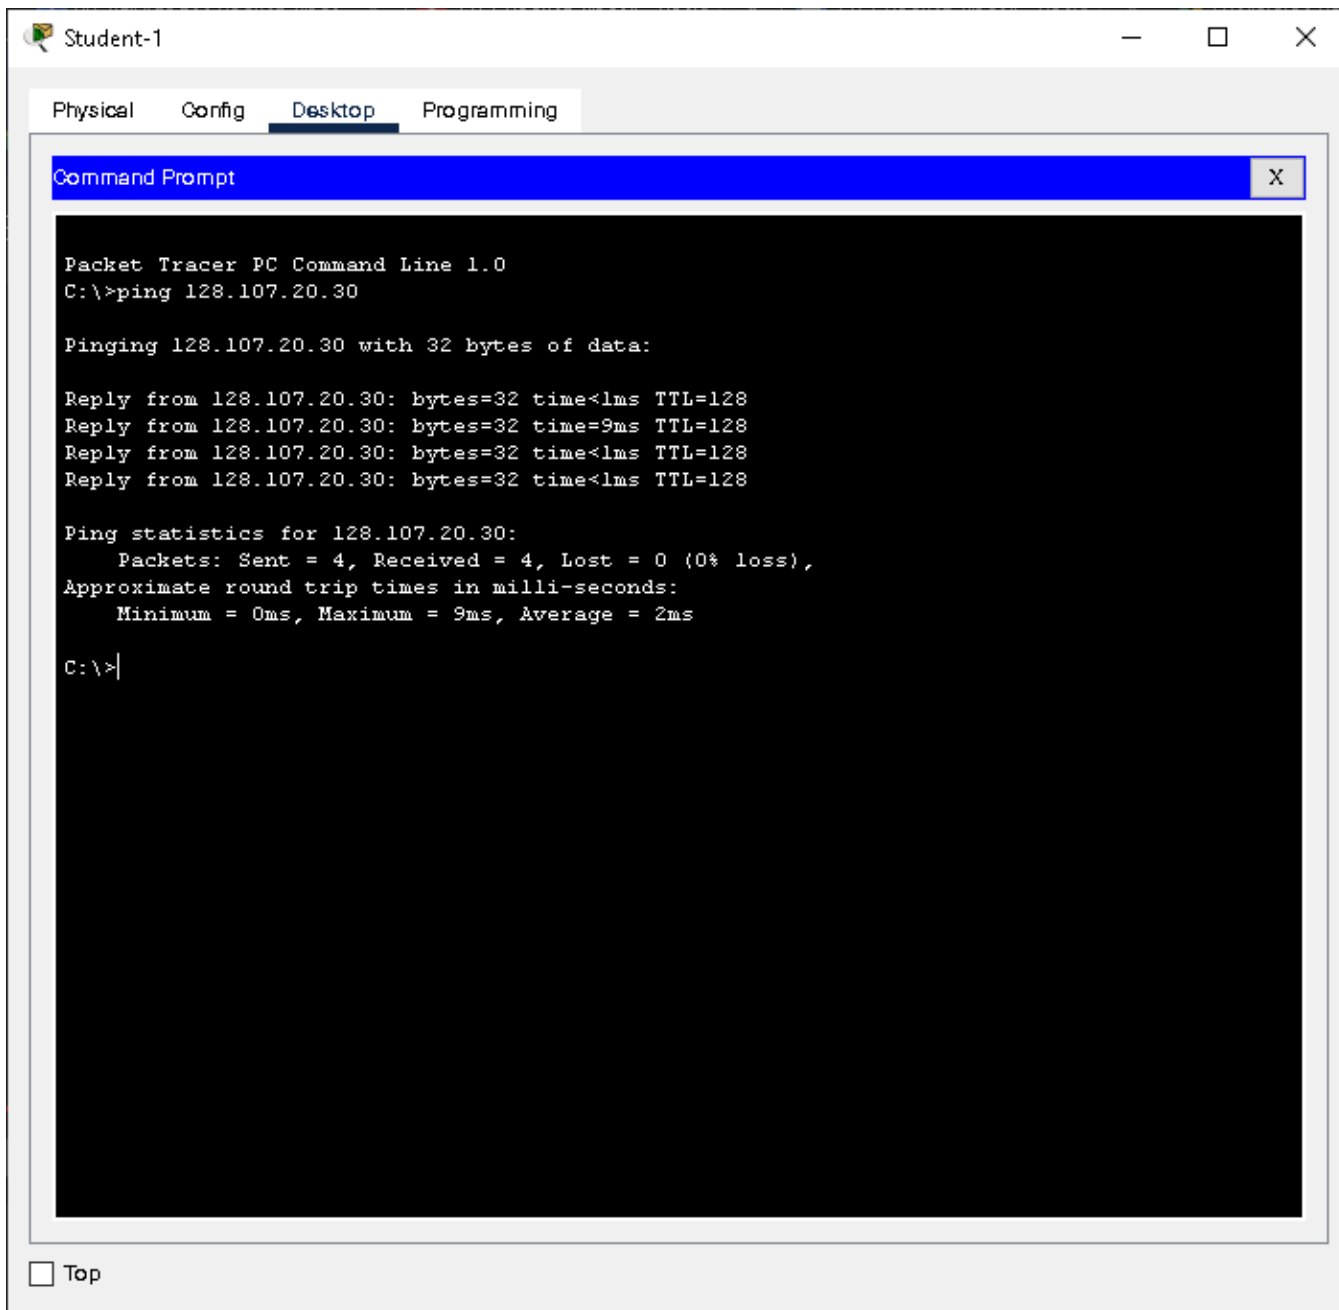 Student-1
Physical Config Desktop Programming
Command Prompt X
Packet Tracer PC Command Line 1.0
C:\>ping 128.107.20.30
Pinging 128.107.20.30 with 32 bytes of data:
Reply from 128.107.20.30: bytes=32 time<1ms TTL=128
Reply from 128.107.20.30: bytes=32 time=9ms TTL=128
Reply from 128.107.20.30: bytes=32 time<1ms TTL=128
Reply from 128.107.20.30: bytes=32 time<1ms TTL=128
Ping statistics for 128.107.20.30:
Packets: Sent = 4, Received = 4, Lost = 0 (0% loss),
Approximate round trip times in milli-seconds:
Minimum = 0ms, Maximum = 9ms, Average = 2ms
C:\>
Top